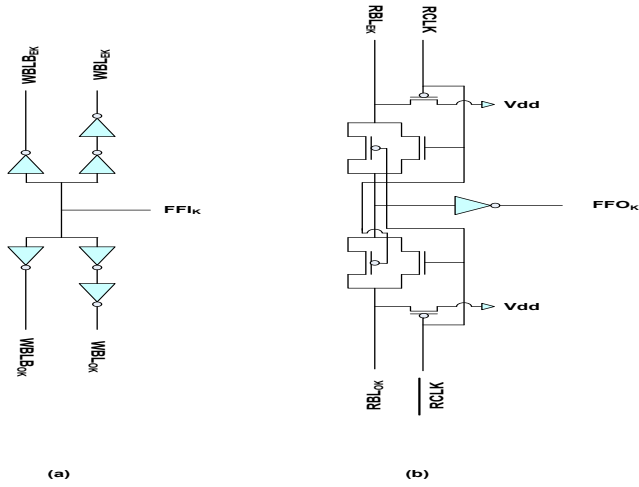 WBLB_EK
WBL_EK
FFI_K
WBLB_OK
WBL_OK
(a)
RBL_EK
RCLK
Vdd
FFO_K
Vdd
RBL_OK
RCLK
(b)